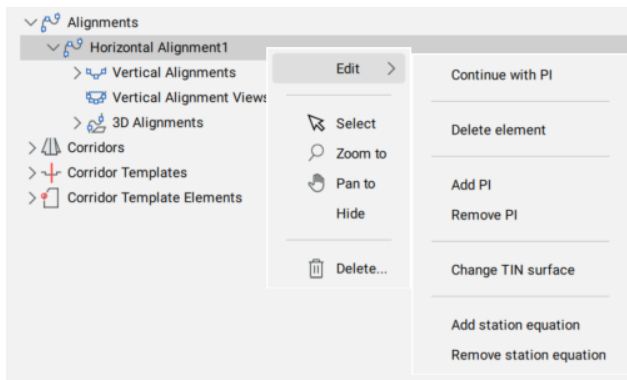 Alignments
Horizontal Alignment1
Vertical Alignments
Vertical Alignment Views
3D Alignments
Corridors
Corridor Templates
Corridor Template Elements
Edit
Select
Zoom to
Pan to
Hide
Delete...
Continue with PI
Delete element
Add PI
Remove PI
Change TIN surface
Add station equation
Remove station equation